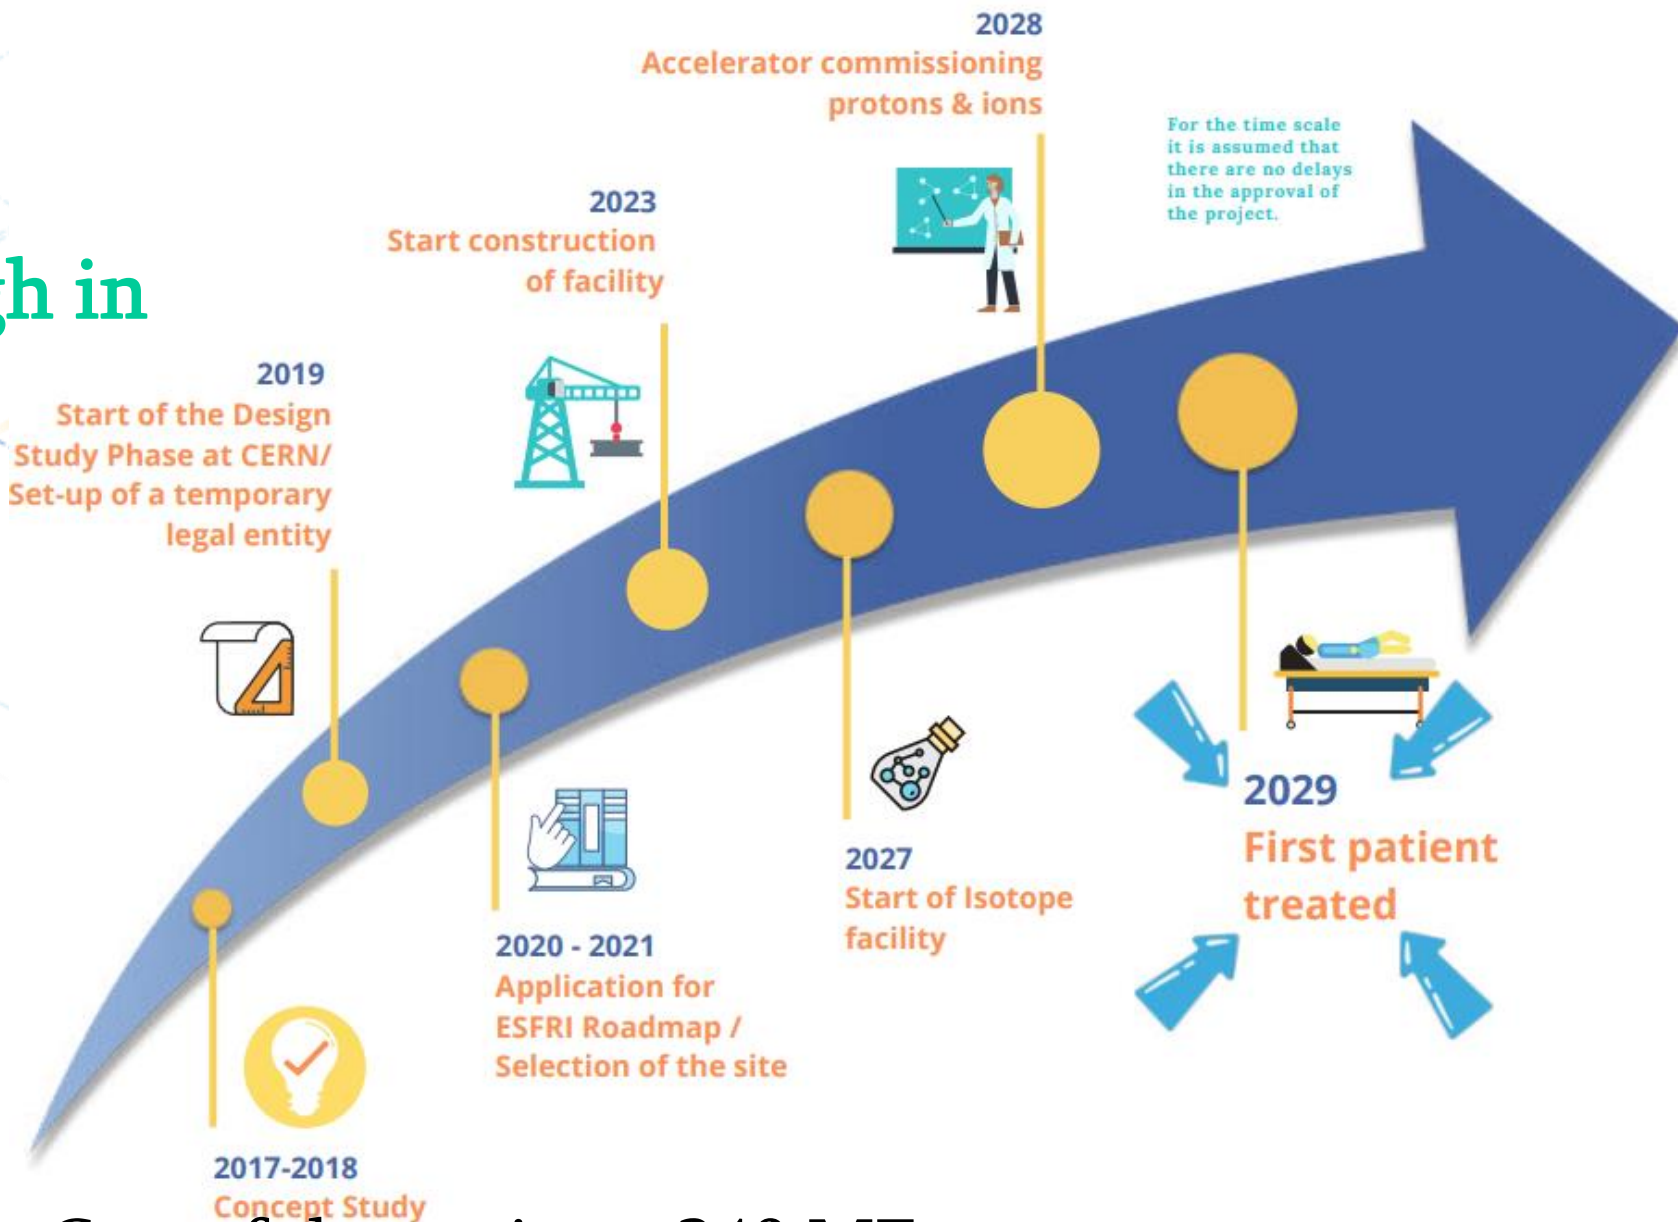 2028
Accelerator commissioning
protons & ions
For the time scale
it is assumed that
there are no delays
in the approval of
the project.
2023
Start construction
of facility
in
2019
Start of the Design
Study Phase at CERN/
Set-up of a temporary
legal entity
2029
First patient
treated
2027
Start of Isotope
facility
2020 - 2021
Application for
ESFRI Roadmap /
Selection of the site
2017-2018
Concept Study